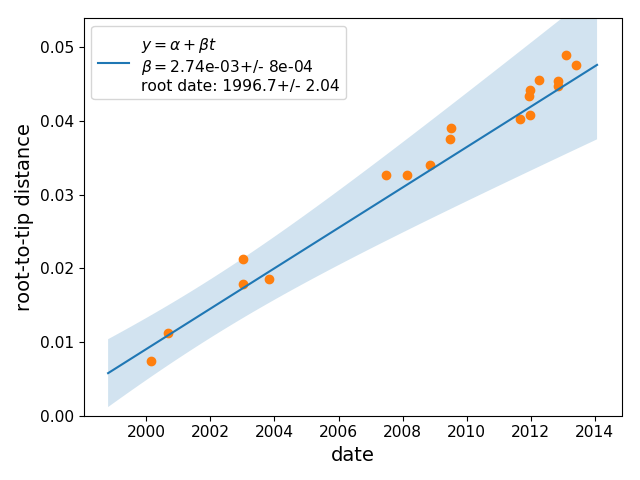 y = α + βt
β = 2.74e-03+/- 8e-04
root date: 1996.7+/- 2.04
0.05
0.04
0.03
0.02
0.01
0.00
root-to-tip distance
2000 2002 2004 2006 2008 2010 2012 2014
date